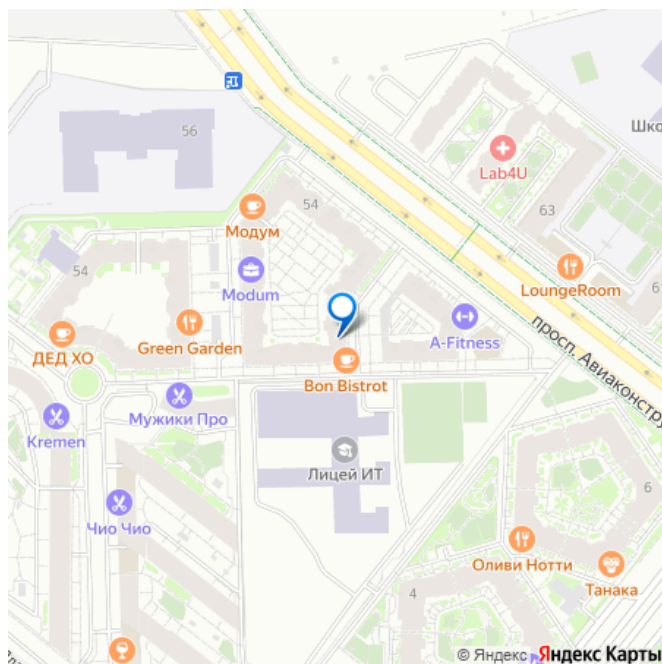 56
Шко
Lab4U
54
63
Модум
54
Modum
LoungeRoom
61
Green Garden
A-Fitness
просп. Авиаконстру
ДЕД ХО
Bon Bistrot
Мужики Про
Kremen
Лицей ИТ
6
Чио Чио
Оливи Нотти
Танака
4
© Яндекс Яндекс Карты